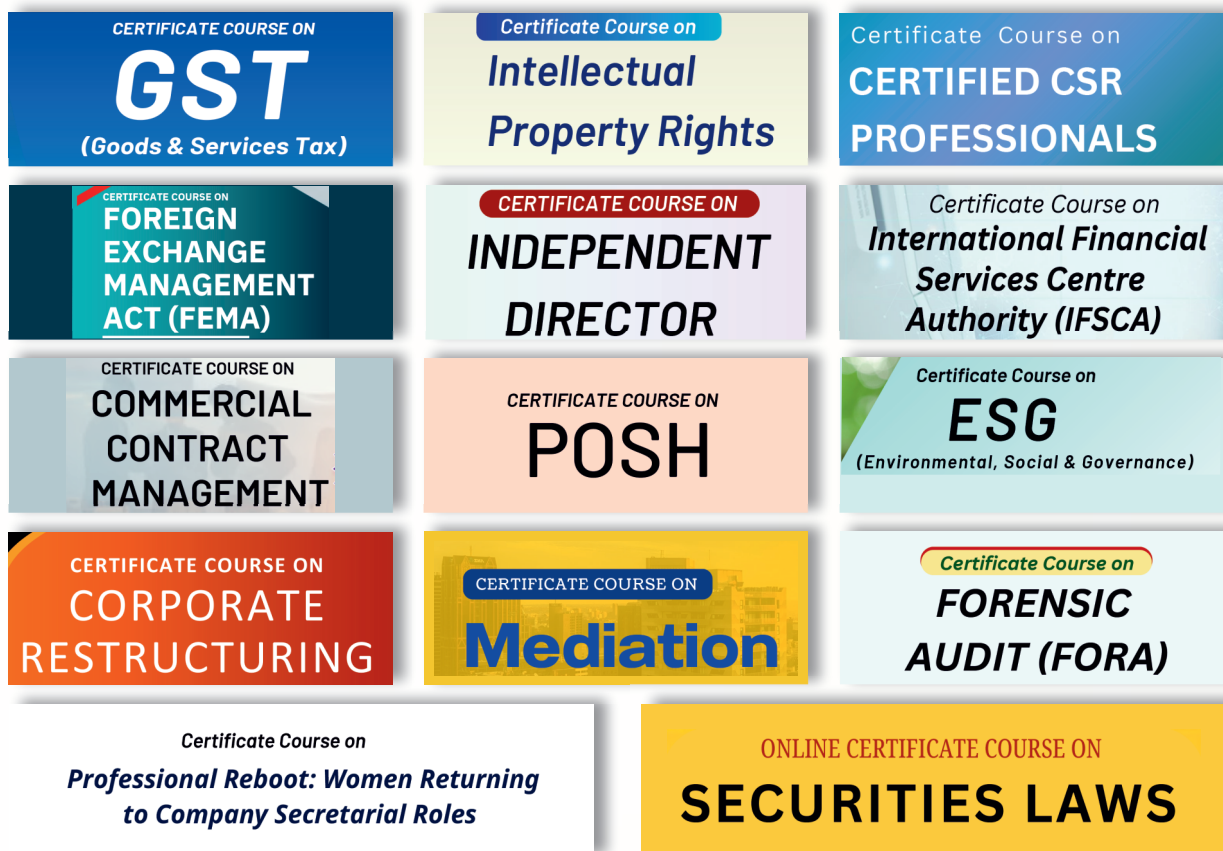 CERTIFICATE COURSE ON
GST
(Goods & Services Tax)
Certificate Course on
Intellectual
Property Rights
Certificate Course on
CERTIFIED CSR
PROFESSIONALS
CERTIFICATE COURSE ON
FOREIGN
EXCHANGE
MANAGEMENT
ACT (FEMA)
CERTIFICATE COURSE ON
INDEPENDENT
DIRECTOR
Certificate Course on
International Financial
Services Centre
Authority (IFSCA)
CERTIFICATE COURSE ON
COMMERCIAL
CONTRACT
MANAGEMENT
CERTIFICATE COURSE ON
POSH
Certificate Course on
ESG
(Environmental, Social & Governance)
CERTIFICATE COURSE ON
CORPORATE
RESTRUCTURING
CERTIFICATE COURSE ON
Mediation
Certificate Course on
FORENSIC
AUDIT (FORA)
Certificate Course on
Professional Reboot: Women Returning
to Company Secretarial Roles
ONLINE CERTIFICATE COURSE ON
SECURITIES LAWS